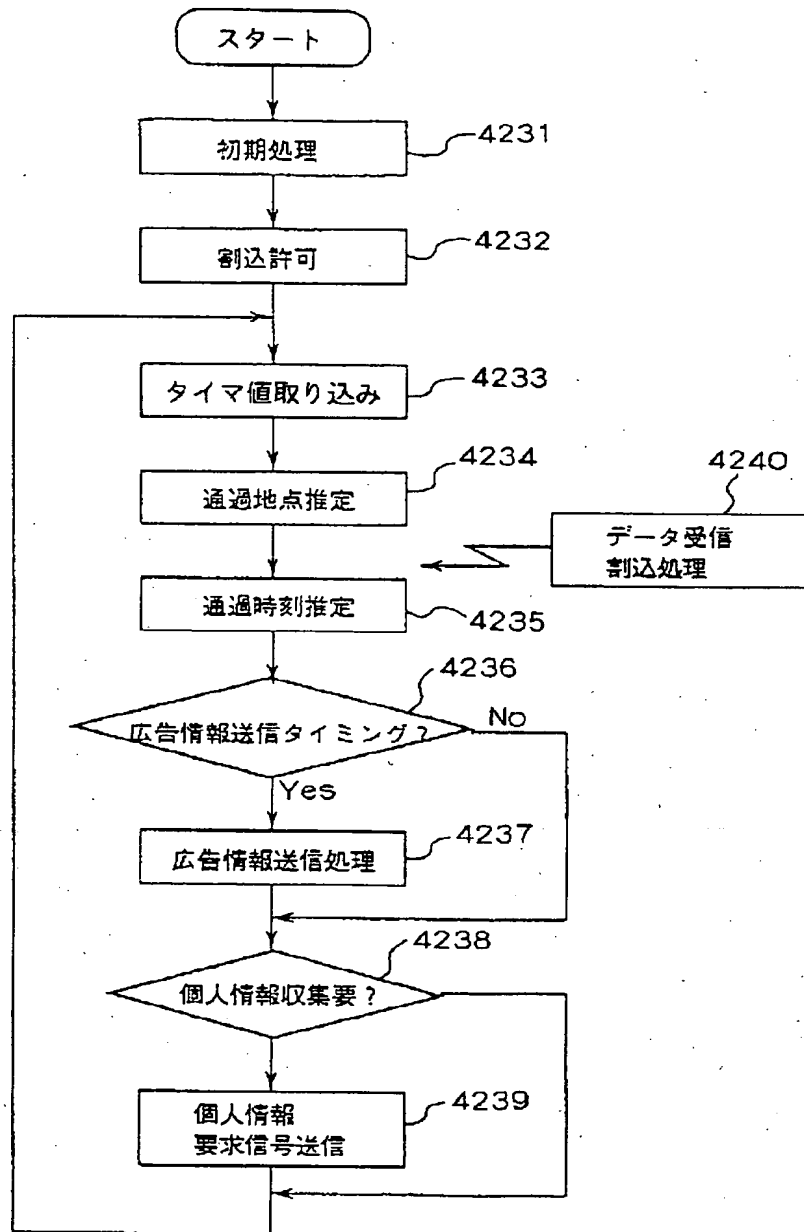 スタート
初期処理
4231
割込許可
4232
タイマ値取り込み
4233
通過地点推定
4234
4240
データ受信
割込処理
通過時刻推定
4235
4236
広告情報送信タイミング?
No
Yes
広告情報送信処理
4237
4238
個人情報収集要?
個人情報
要求信号送信
4239